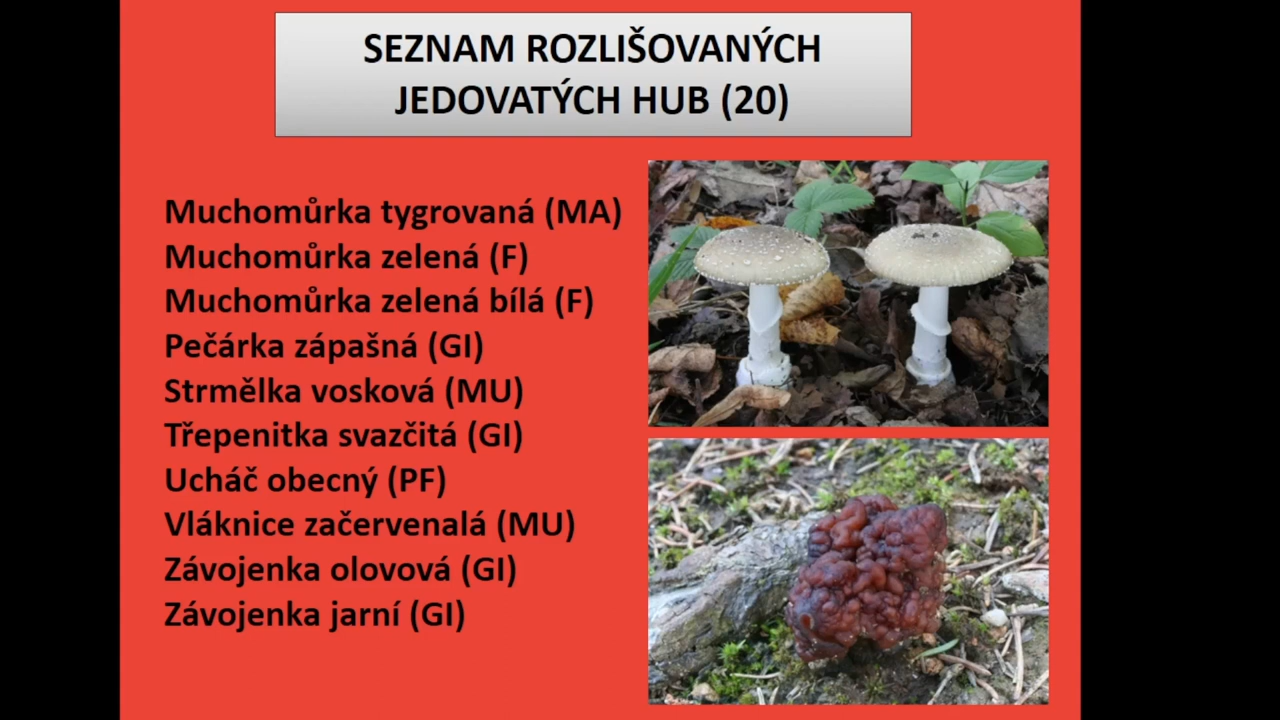 SEZNAM ROZLIŠOVANÝCH
JEDOVATÝCH HUB (20)
Muchomůrka tygrovaná (MA)
Muchomůrka zelená (F)
Muchomůrka zelená bílá (F)
Pečárka zápašná (GI)
Strmělka vosková (MU)
Třepenitka svazčitá (GI)
Ucháč obecný (PF)
Vláknice začervenalá (MU)
Závojenka olovová (GI)
Závojenka jarní (GI)